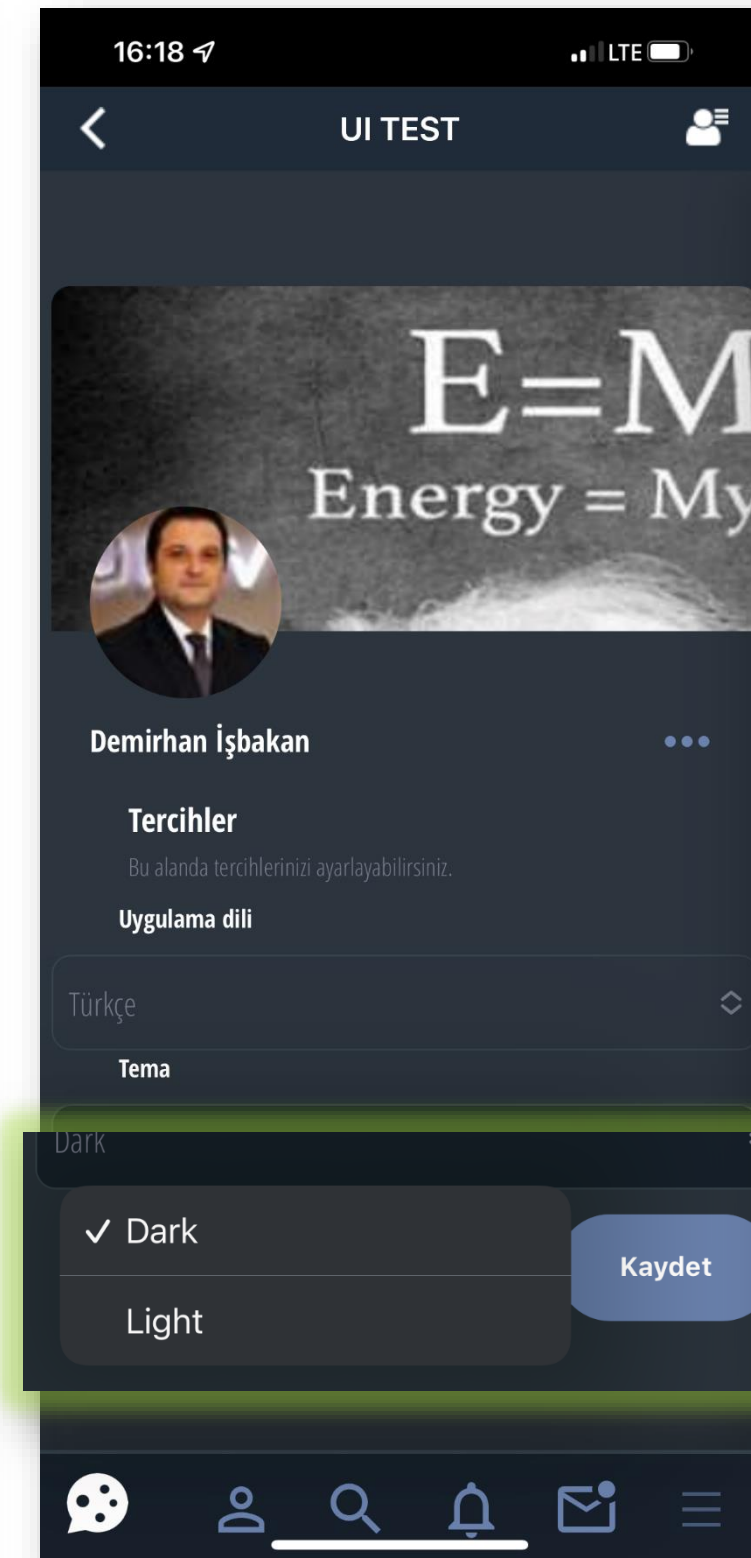 16:18
LTE
UI TEST
E=M
Energy = My
Demirhan İşbakan
Tercihler
Bu alanda tercihlerinizi ayarlayabilirsiniz.
Uygulama dili
Türkçe
Tema
Dark
✓ Dark
Kaydet
Light